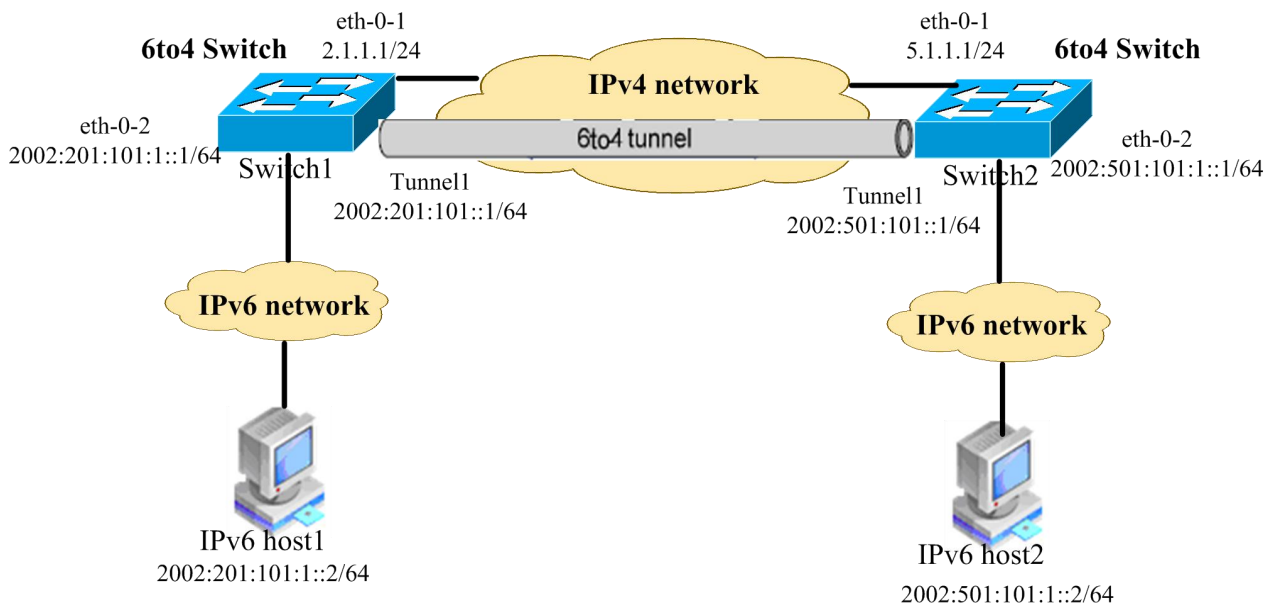 eth-0-1
2.1.1.1/24
6to4 Switch
eth-0-1
5.1.1.1/24
6to4 Switch
IPv4 network
6to4 tunnel
eth-0-2
2002:201:101:1::1/64
Switch1
Tunnel1
2002:201:101::1/64
Tunnel1
2002:501:101::1/64
Switch2
eth-0-2
2002:501:101:1::1/64
IPv6 network
IPv6 network
IPv6 host1
2002:201:101:1::2/64
IPv6 host2
2002:501:101:1::2/64